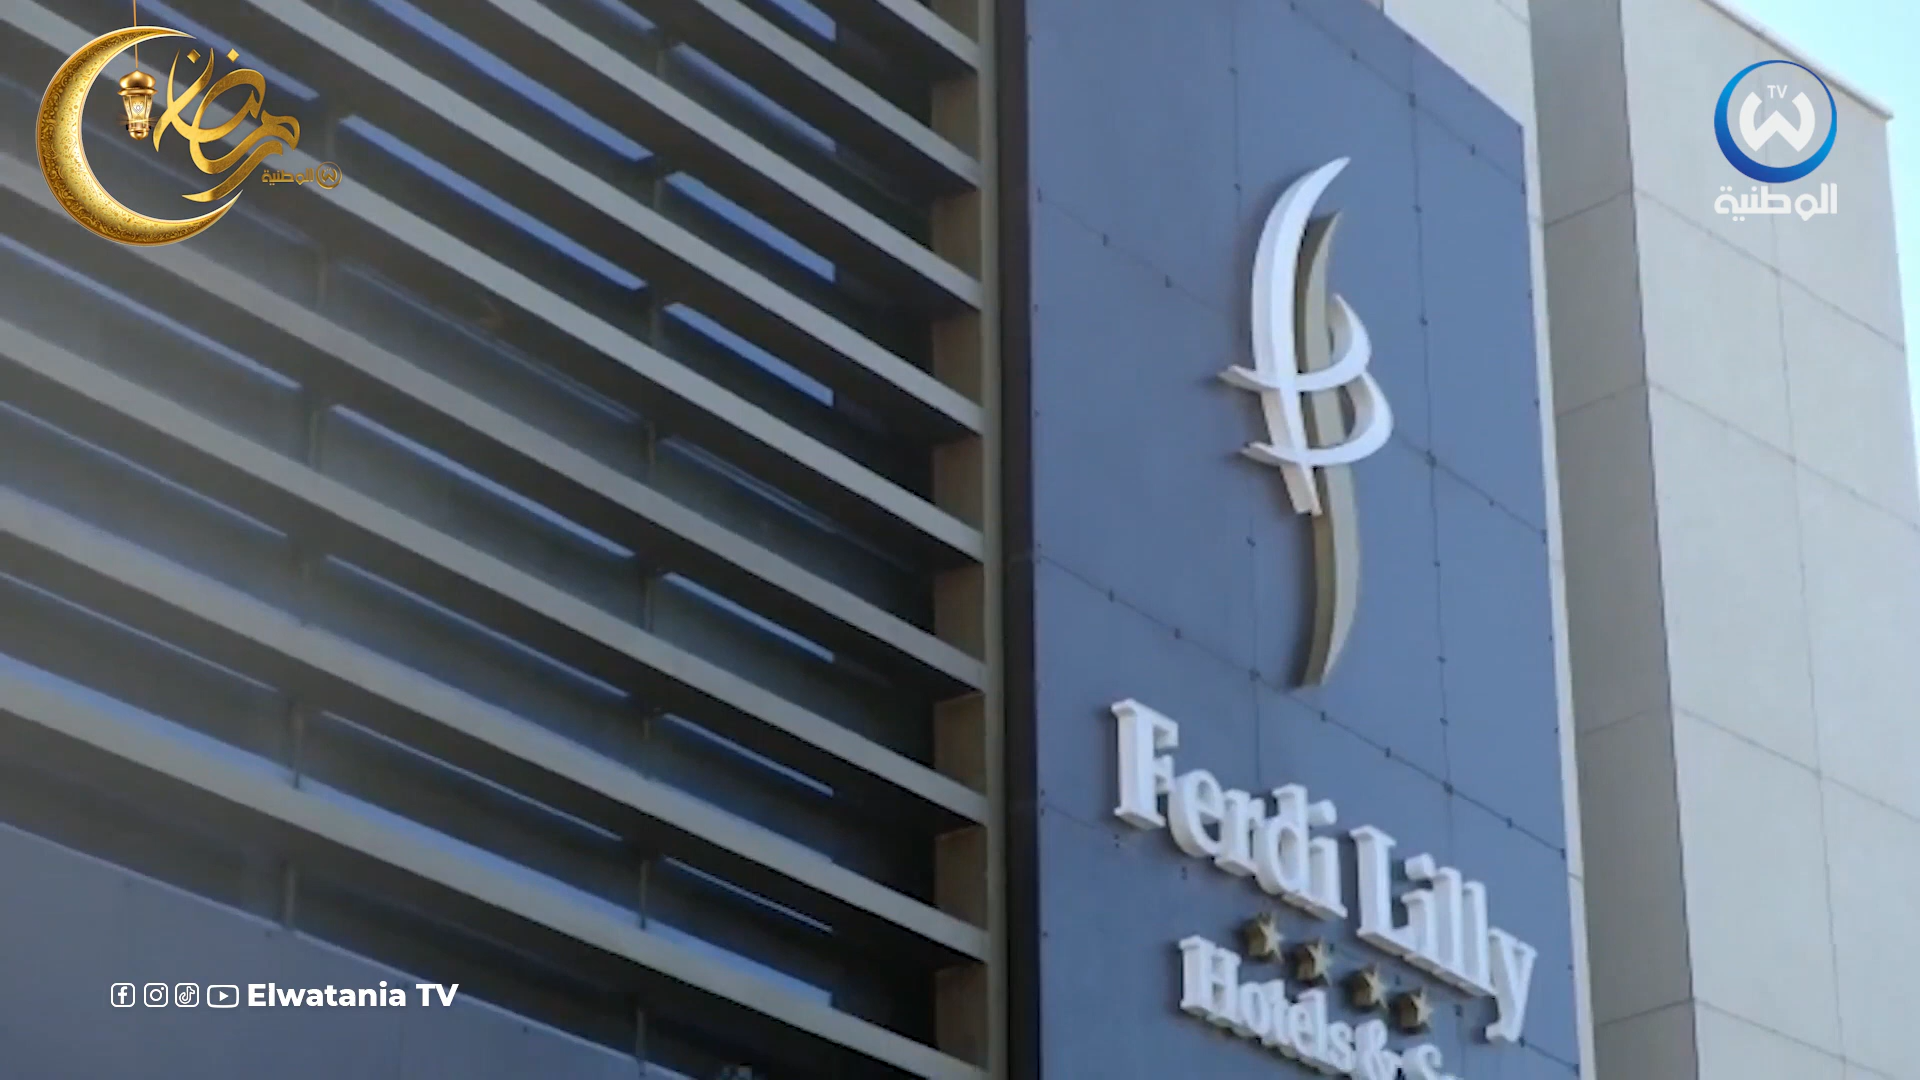 رمضان
الوطنية
TV
الوطنية
Ferdi Lilly
Hotels &
Elwatania TV